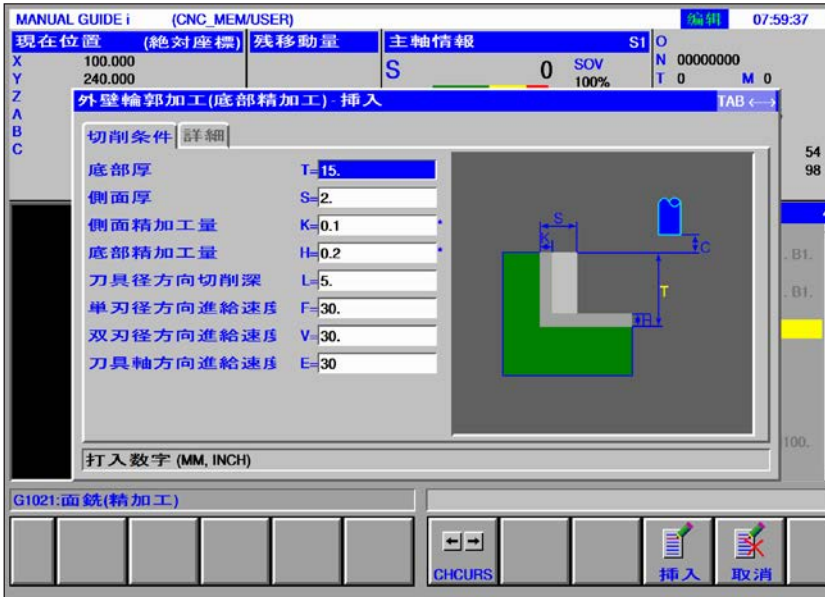 MANUAL GUIDE i (CNC_MEM/USER) 编辑 07:59:37
現在位置 (絶対座標) 残移動量 主軸情報 S1 O
X 100.000 S 0 SOV N 00000000
Y 240.000 100% T 0 M 0
Z
外壁輪郭加工(底部精加工)-挿入 TAB ←→
A
B 切削条件 詳細
C
54
98
底部厚 T=15.
側面厚 S=2.
側面精加工量 K=0.1 *
底部精加工量 H=0.2 *
刀具径方向切削深 L=5.
単刃径方向進給速度 F=30.
双刃径方向進給速度 V=30.
刀具軸方向進給速度 E=30
S
K
C
T
H
. B1.
. B1.
100.
打入数字 (MM, INCH)
G1021:面銑(精加工)
←→
CHCURS 挿入 取消